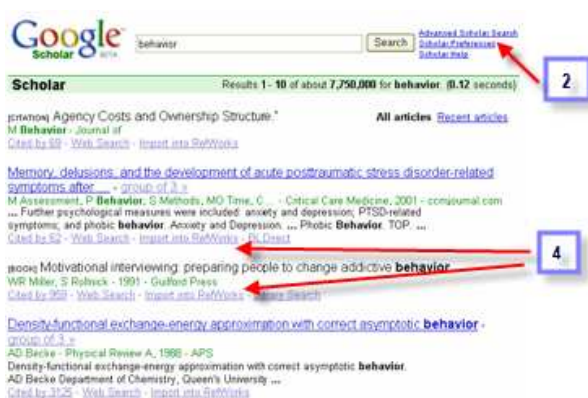 Google
Scholar BETA
behavior
Search
Advanced Scholar Search
Scholar Preferences
Scholar Help
2
Scholar
Results 1 - 10 of about 7,750,000 for behavior. (0.12 seconds)
[CITATION] Agency Costs and Ownership Structure."
All articles Recent articles
M Behavior - Journal of
Cited by 69 - Web Search - Import into RefWorks
Memory, delusions, and the development of acute posttraumatic stress disorder-related
symptoms after ... - group of 3 »
M Assessment, P Behavior, S Methods, MO Time, C... - Critical Care Medicine, 2001 - ccmjournal.com
... Further psychological measures were included: anxiety and depression; PTSD-related
symptoms; and phobic behavior. Anxiety and Depression. ... Phobic Behavior. TOP. ...
Cited by 62 - Web Search - Import into RefWorks - BL Direct
4
[BOOK] Motivational interviewing: preparing people to change addictive behavior
WR Miller, S Rollnick - 1991 - Guilford Press
Cited by 959 - Web Search - Import into RefWorks - Library Search
Density-functional exchange-energy approximation with correct asymptotic behavior -
group of 3 »
AD Becke - Physical Review A, 1988 - APS
Density-functional exchange-energy approximation with correct asymptotic behavior.
AD Becke Department of Chemistry, Queen's University ...
Cited by 3125 - Web Search - Import into RefWorks